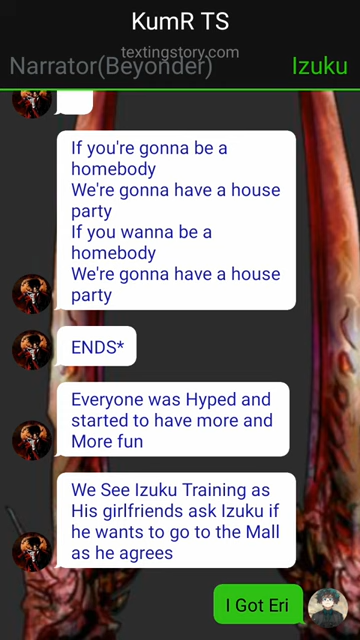 KumR TS
textingstory.com
Narrator(Beyonder)
Izuku
If you're gonna be a
homebody
We're gonna have a house
party
If you wanna be a
homebody
We're gonna have a house
party
ENDS*
Everyone was Hyped and
started to have more and
More fun
We See Izuku Training as
His girlfriends ask Izuku if
he wants to go to the Mall
as he agrees
I Got Eri